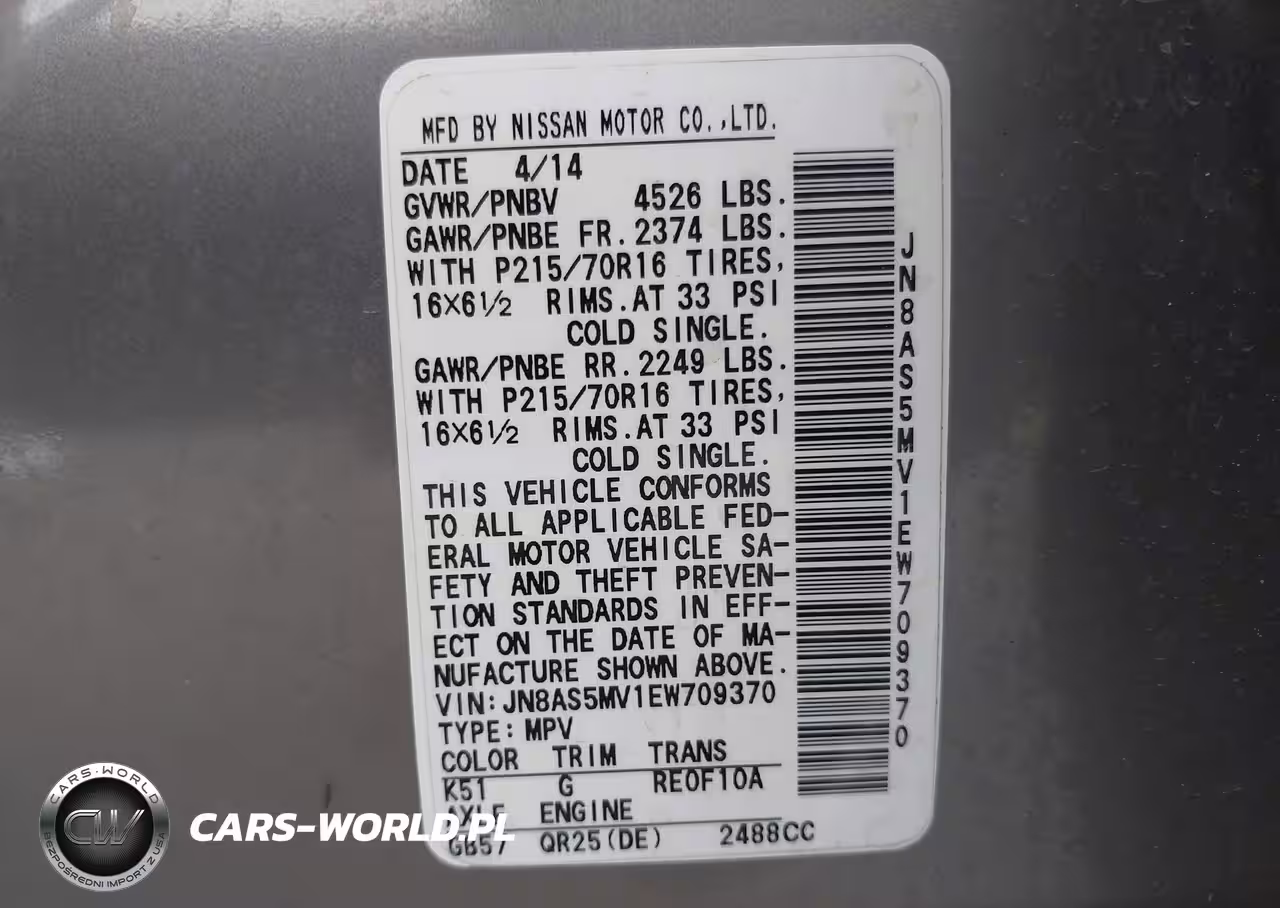 MFD BY NISSAN MOTOR CO.,LTD.
DATE 4/14
GVWR/PNBV 4526 LBS.
GAWR/PNBE FR. 2374 LBS.
WITH P215/70R16 TIRES,
16X6½ RIMS. AT 33 PSI
COLD SINGLE.
GAWR/PNBE RR. 2249 LBS.
WITH P215/70R16 TIRES,
16X6½ RIMS. AT 33 PSI
COLD SINGLE.
THIS VEHICLE CONFORMS
TO ALL APPLICABLE FED-
ERAL MOTOR VEHICLE SA-
FETY AND THEFT PREVEN-
TION STANDARDS IN EFF-
ECT ON THE DATE OF MA-
NUFACTURE SHOWN ABOVE.
VIN: JN8AS5MV1EW709370
TYPE: MPV
COLOR TRIM TRANS
K51 G RE0F10A
AXLE ENGINE
GB57 QR25(DE) 2488CC
JN8AS5MV1EW709370
CARS-WORLD
CW
BEZPOŚREDNI IMPORT Z USA
CARS-WORLD.PL